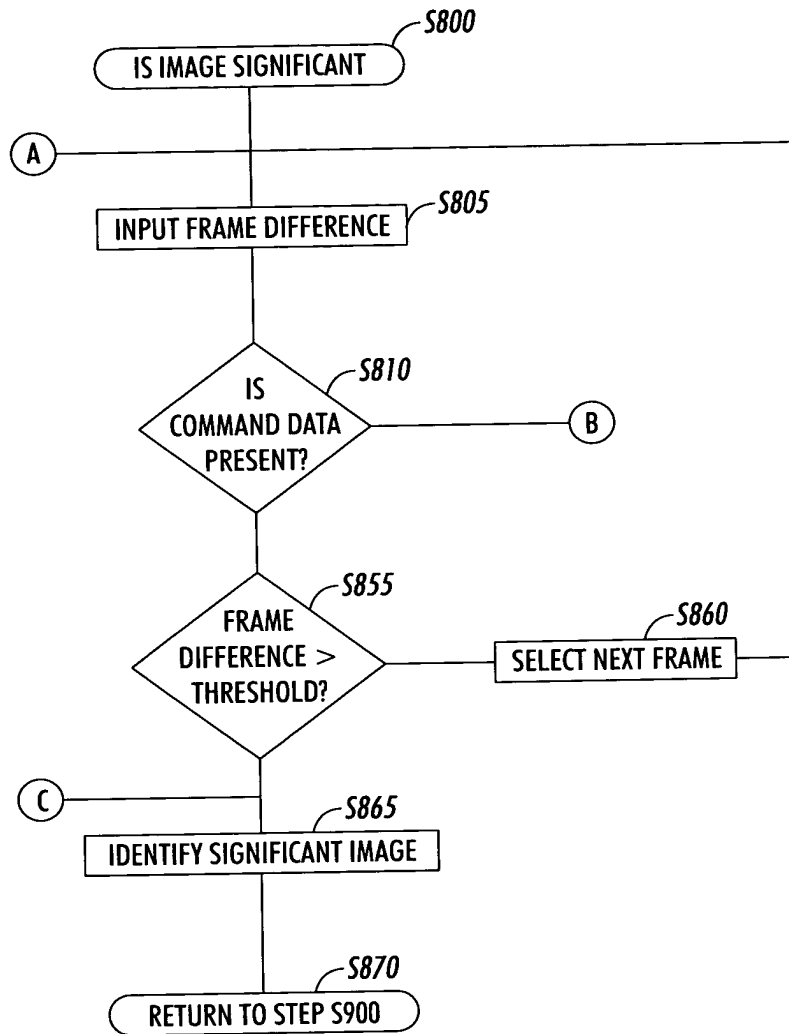 S800
IS IMAGE SIGNIFICANT
A
S805
INPUT FRAME DIFFERENCE
S810
IS
COMMAND DATA
PRESENT?
B
S855
FRAME
DIFFERENCE >
THRESHOLD?
S860
SELECT NEXT FRAME
C
S865
IDENTIFY SIGNIFICANT IMAGE
S870
RETURN TO STEP S900